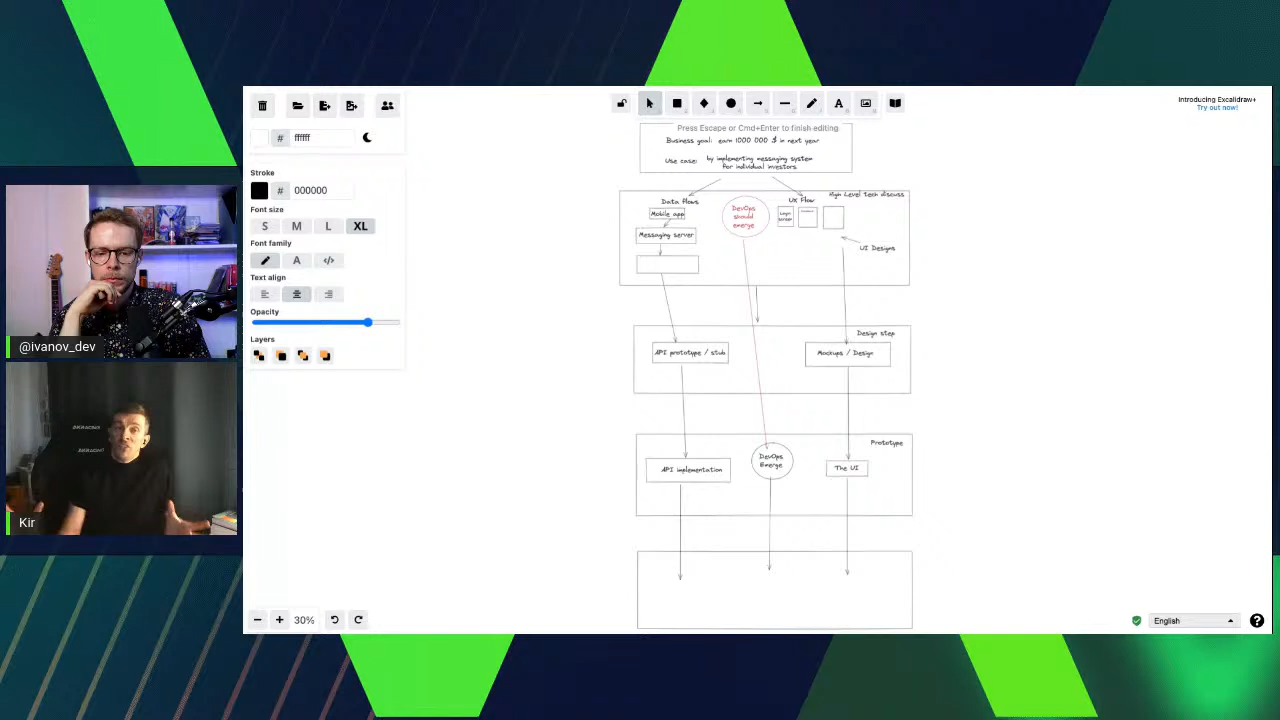 Introducing Excalidraw+
Try out now!
# ffffff
Stroke
# 000000
Font size
S M L XL
Font family
A </>
Text align
Opacity
Layers
30%
English
Press Escape or Cmd+Enter to finish editing
Business goal: earn 1000 000 $ in next year
Use case: by implementing messaging system
for individual investors
High Level tech discuss
Data flows
Mobile app
Messaging server
DevOps
should
emerge
UX Flow
Login
screen
UI Designs
Design step
API prototype / stub
Mockups / Design
Prototype
API implementation
DevOps
Emerge
The UI
@ivanov_dev
Kir